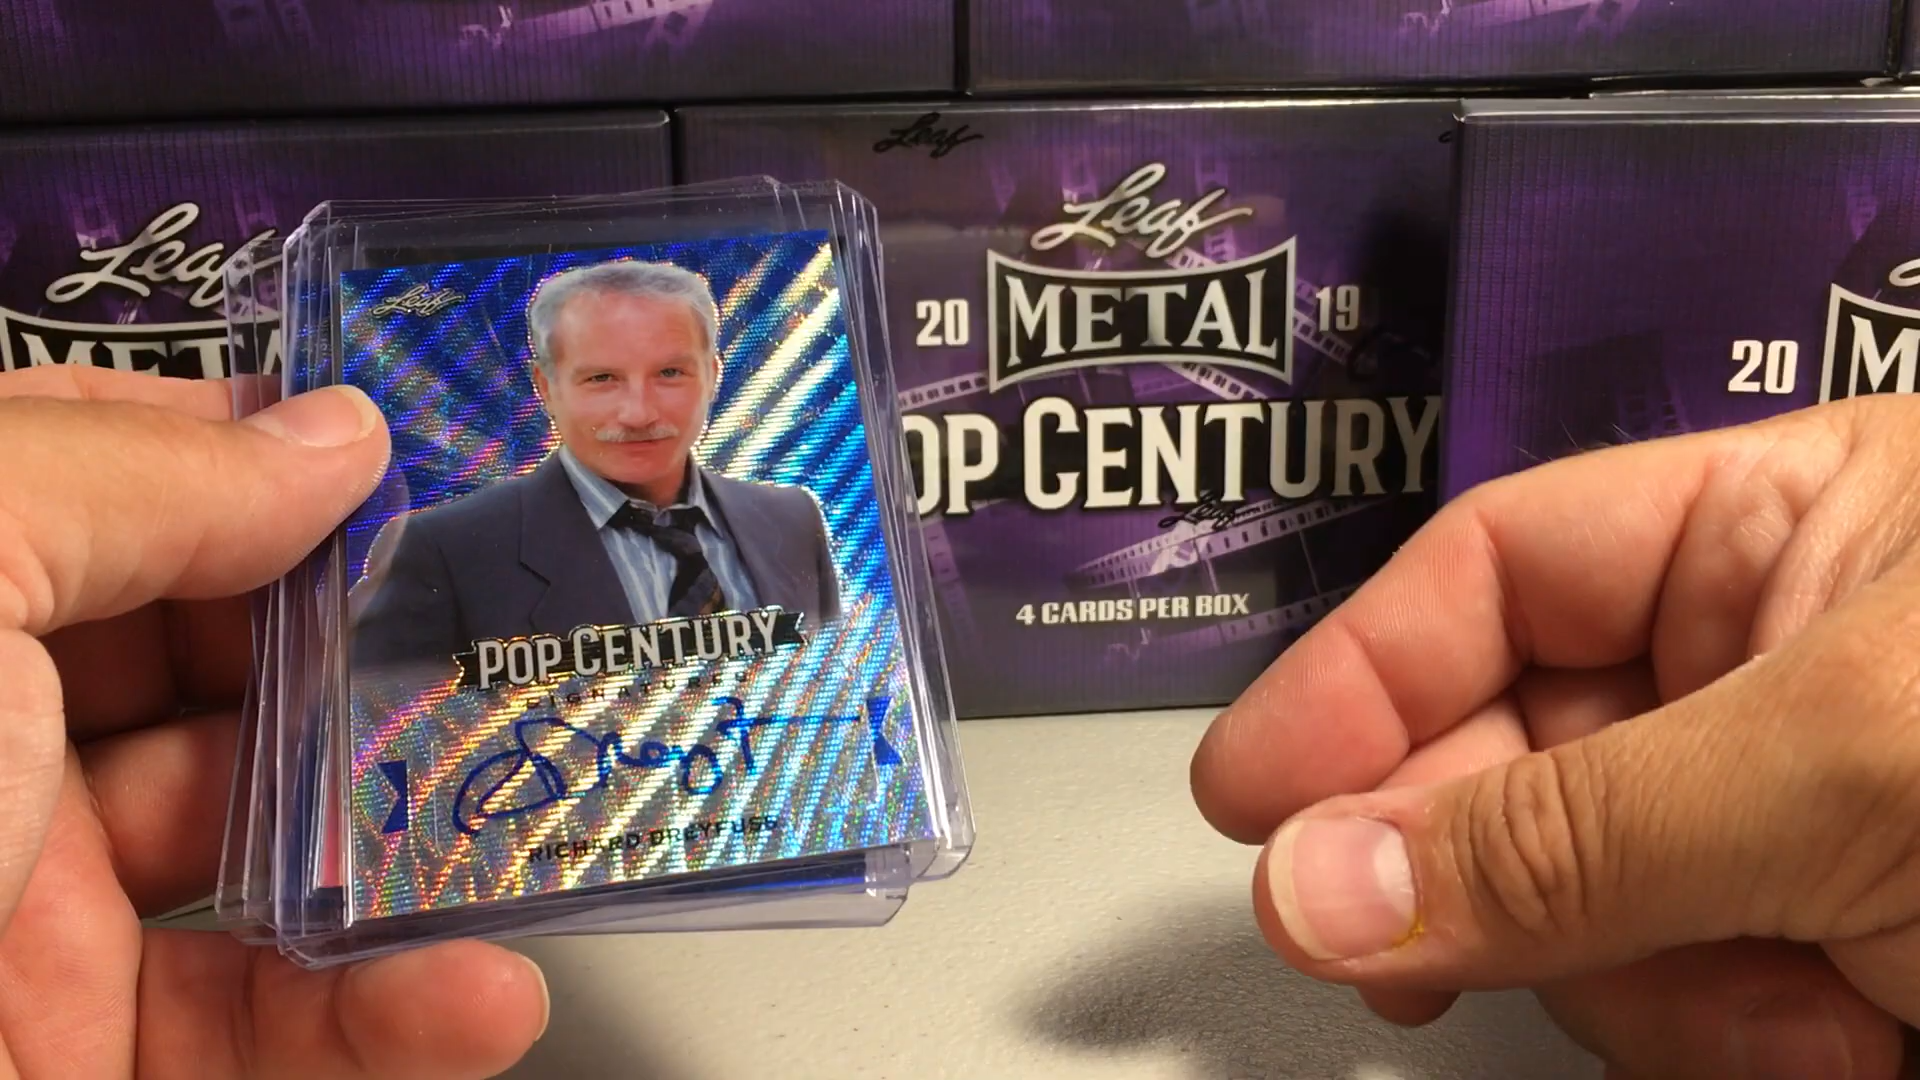 Leaf
Leaf
METAL
20 METAL 19
POP CENTURY
Leaf
4 CARDS PER BOX
Leaf
20
Leaf
POP CENTURY
SIGNATURES
RICHARD DREYFUSS